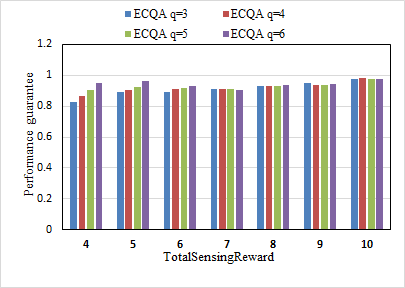 ECQA q=3 ECQA q=4
ECQA q=5 ECQA q=6
Performance guarantee
1.2
1
0.8
0.6
0.4
0.2
0
4 5 6 7 8 9 10
TotalSensingReward